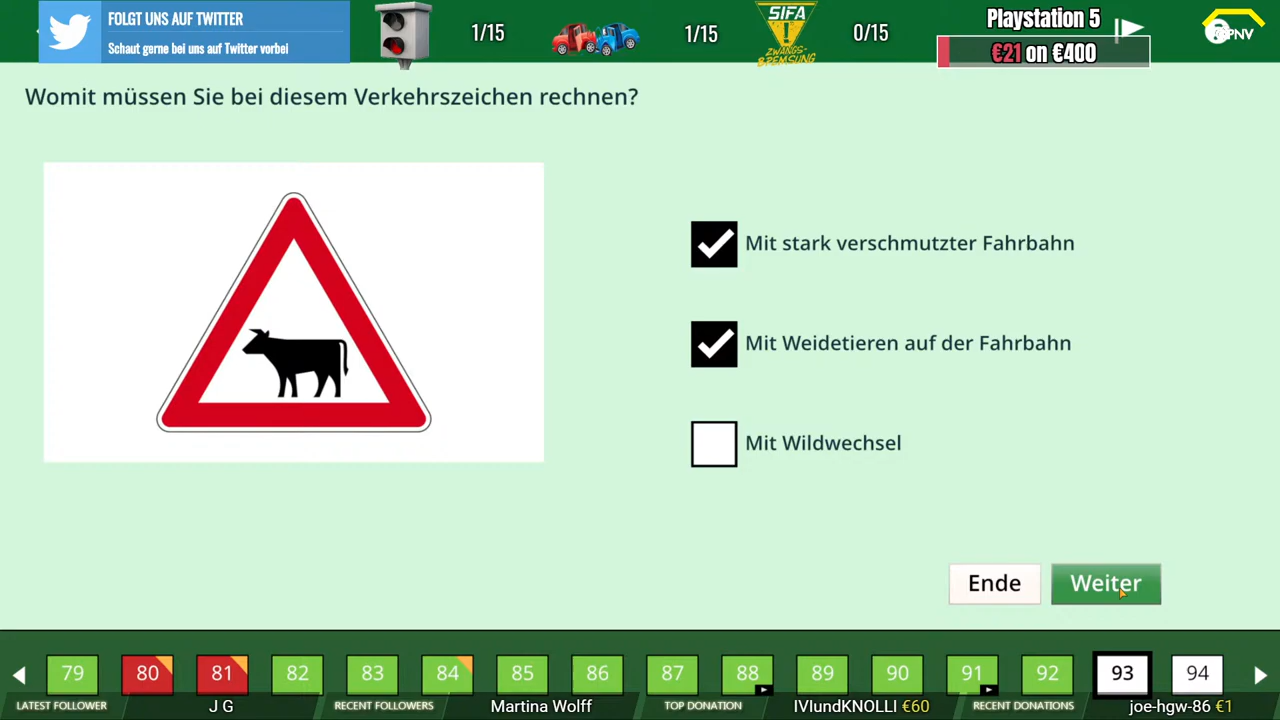 FOLGT UNS AUF TWITTER
Schaut gerne bei uns auf Twitter vorbei
1/15
1/15
SIFA
ZWANGS-
BREMSUNG
0/15
Playstation 5
€21 on €400
Womit müssen Sie bei diesem Verkehrszeichen rechnen?
Mit stark verschmutzter Fahrbahn
Mit Weidetieren auf der Fahrbahn
Mit Wildwechsel
Ende
Weiter
79 80 81 82 83 84 85 86 87 88 89 90 91 92 93 94
LATEST FOLLOWER J G RECENT FOLLOWERS Martina Wolff TOP DONATION IVIundKNOLLI €60 RECENT DONATIONS joe-hgw-86 €1